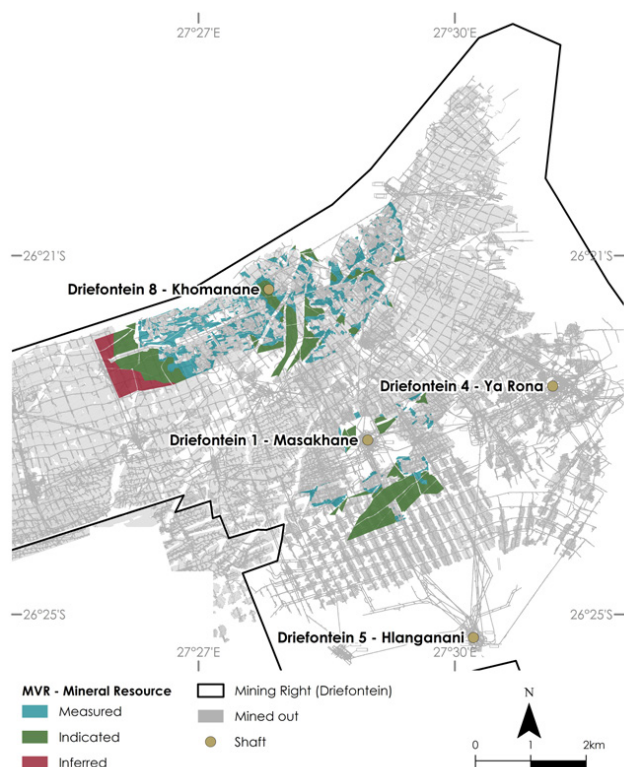 27°27'E
27°30'E
26°21'S
26°21'S
Driefontein 8 - Khomanane
Driefontein 4 - Ya Rona
Driefontein 1 - Masakhane
26°25'S
26°25'S
Driefontein 5 - Hlanganani
27°27'E
27°30'E
MVR - Mineral Resource
Measured
Indicated
Inferred
Mining Right (Driefontein)
Mined out
Shaft
N
0 1 2km